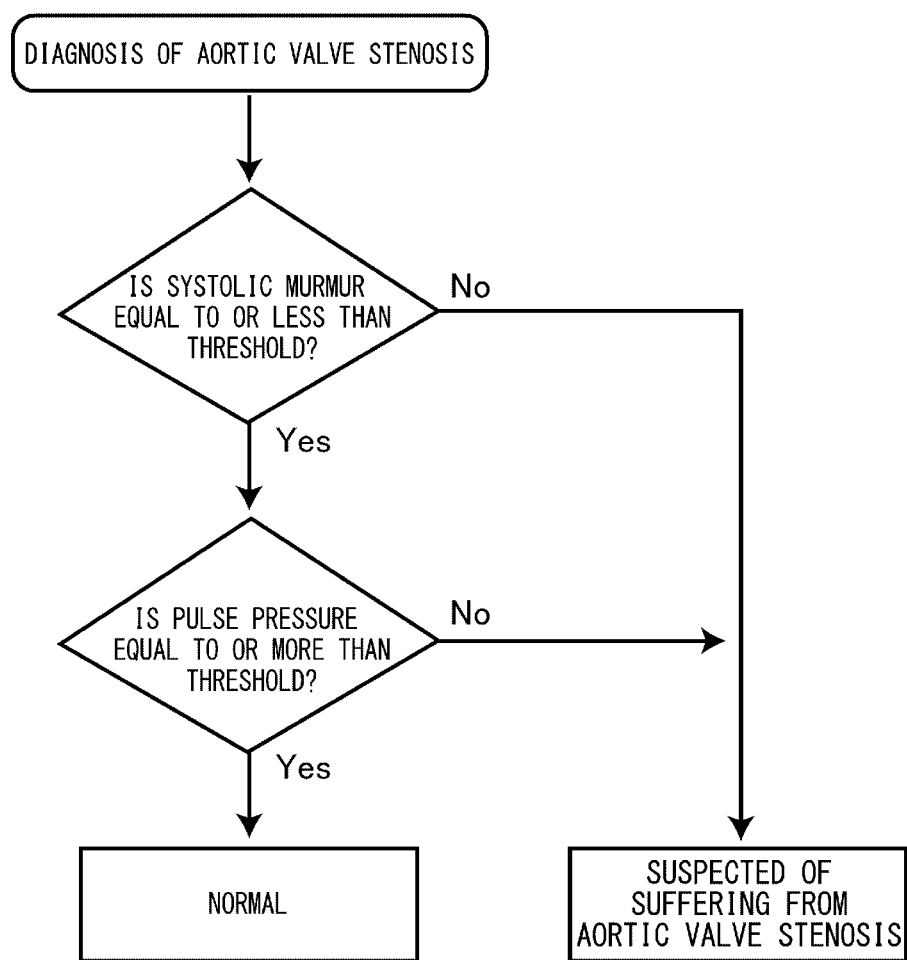 DIAGNOSIS OF AORTIC VALVE STENOSIS
IS SYSTOLIC MURMUR
EQUAL TO OR LESS THAN
THRESHOLD?
No
Yes
IS PULSE PRESSURE
EQUAL TO OR MORE THAN
THRESHOLD?
No
Yes
NORMAL
SUSPECTED OF
SUFFERING FROM
AORTIC VALVE STENOSIS